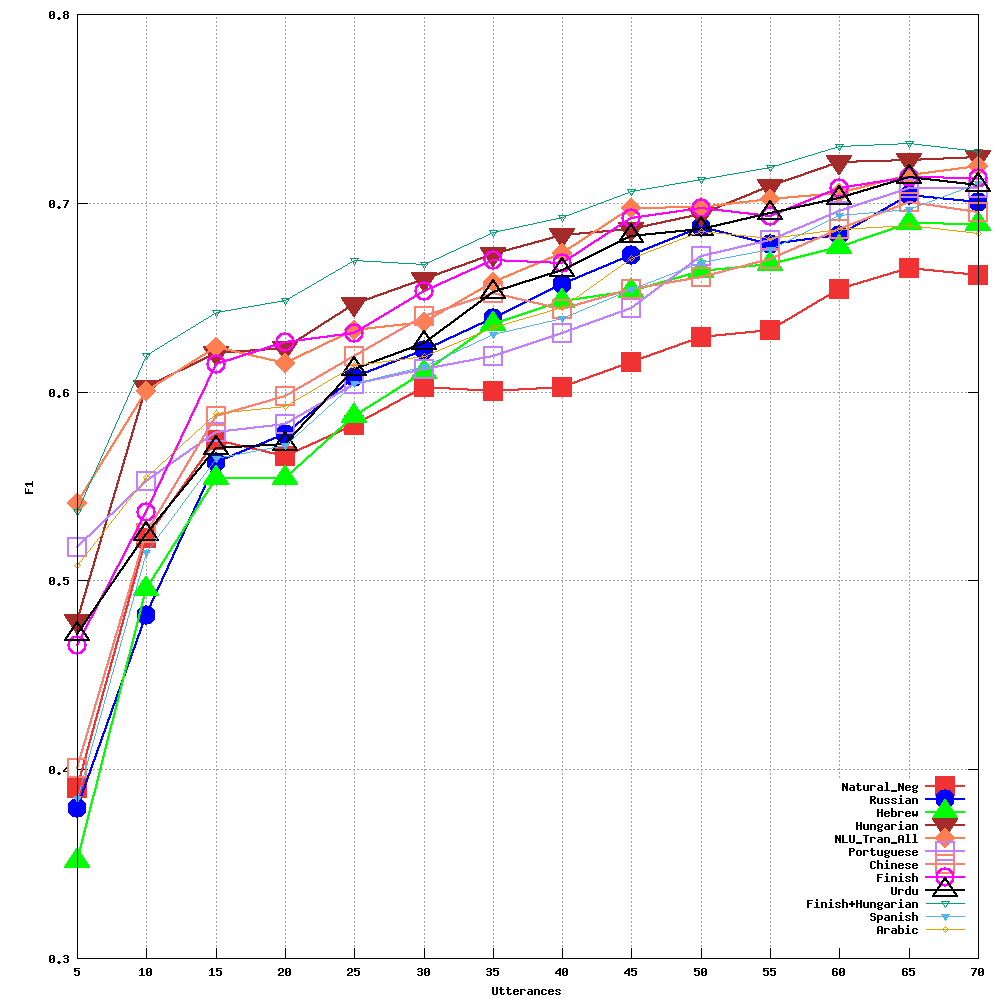 0.8
0.7
0.6
0.5
0.4
0.3
F1
5 10 15 20 25 30 35 40 45 50 55 60 65 70
Utterances
Natural_Neg
Russian
Hebrew
Hungarian
NLU_Tran_All
Portuguese
Chinese
Finish
Urdu
Finish+Hungarian
Spanish
Arabic